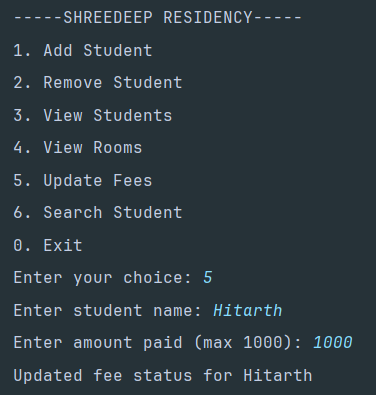 -----SHREEDEEP RESIDENCY-----
1. Add Student
2. Remove Student
3. View Students
4. View Rooms
5. Update Fees
6. Search Student
0. Exit
Enter your choice: 5
Enter student name: Hitarth
Enter amount paid (max 1000): 1000
Updated fee status for Hitarth